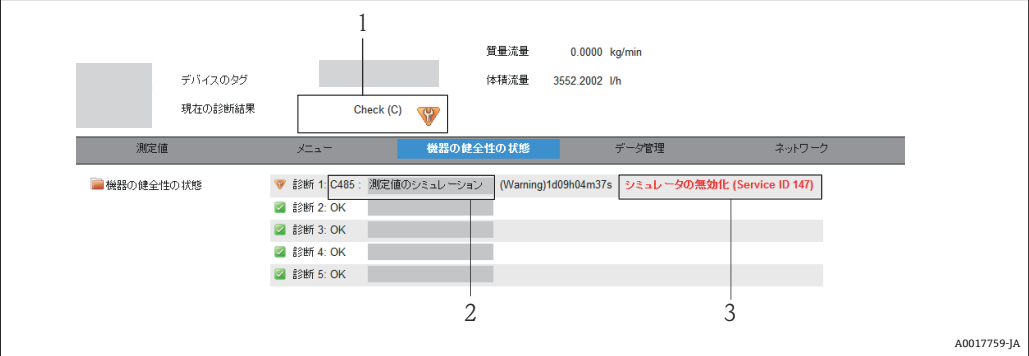 1
質量流量 0.0000 kg/min
デバイスのタグ 体積流量 3552.2002 l/h
現在の診断結果 Check (C)
測定値 メニュー 機器の健全性の状態 データ管理 ネットワーク
機器の健全性の状態 診断 1: C485 : 測定値のシミュレーション (Warning)1d09h04m37s シミュレータの無効化 (Service ID 147)
診断 2: OK
診断 3: OK
診断 4: OK
診断 5: OK
2 3
A0017759-JA